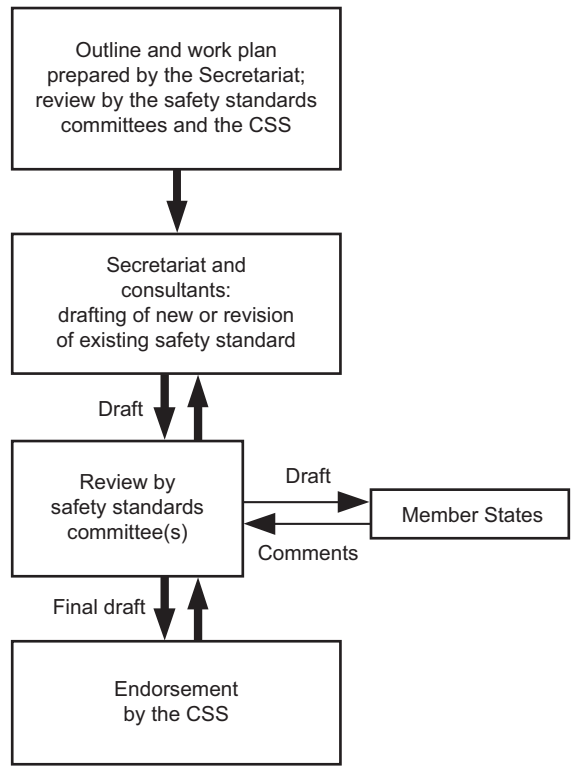 Outline and work plan
prepared by the Secretariat;
review by the safety standards
committees and the CSS
Secretariat and
consultants:
drafting of new or revision
of existing safety standard
Draft
Review by
safety standards
committee(s)
Draft
Member States
Comments
Final draft
Endorsement
by the CSS